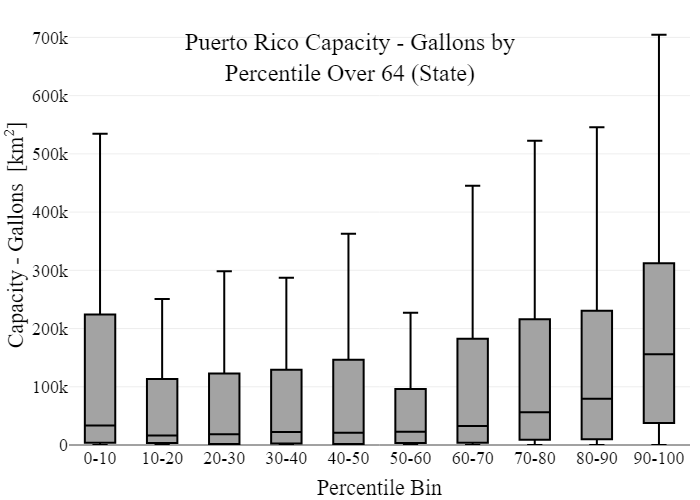 Puerto Rico Capacity - Gallons by
Percentile Over 64 (State)
Capacity - Gallons [km²]
700k
600k
500k
400k
300k
200k
100k
0
0-10 10-20 20-30 30-40 40-50 50-60 60-70 70-80 80-90 90-100
Percentile Bin